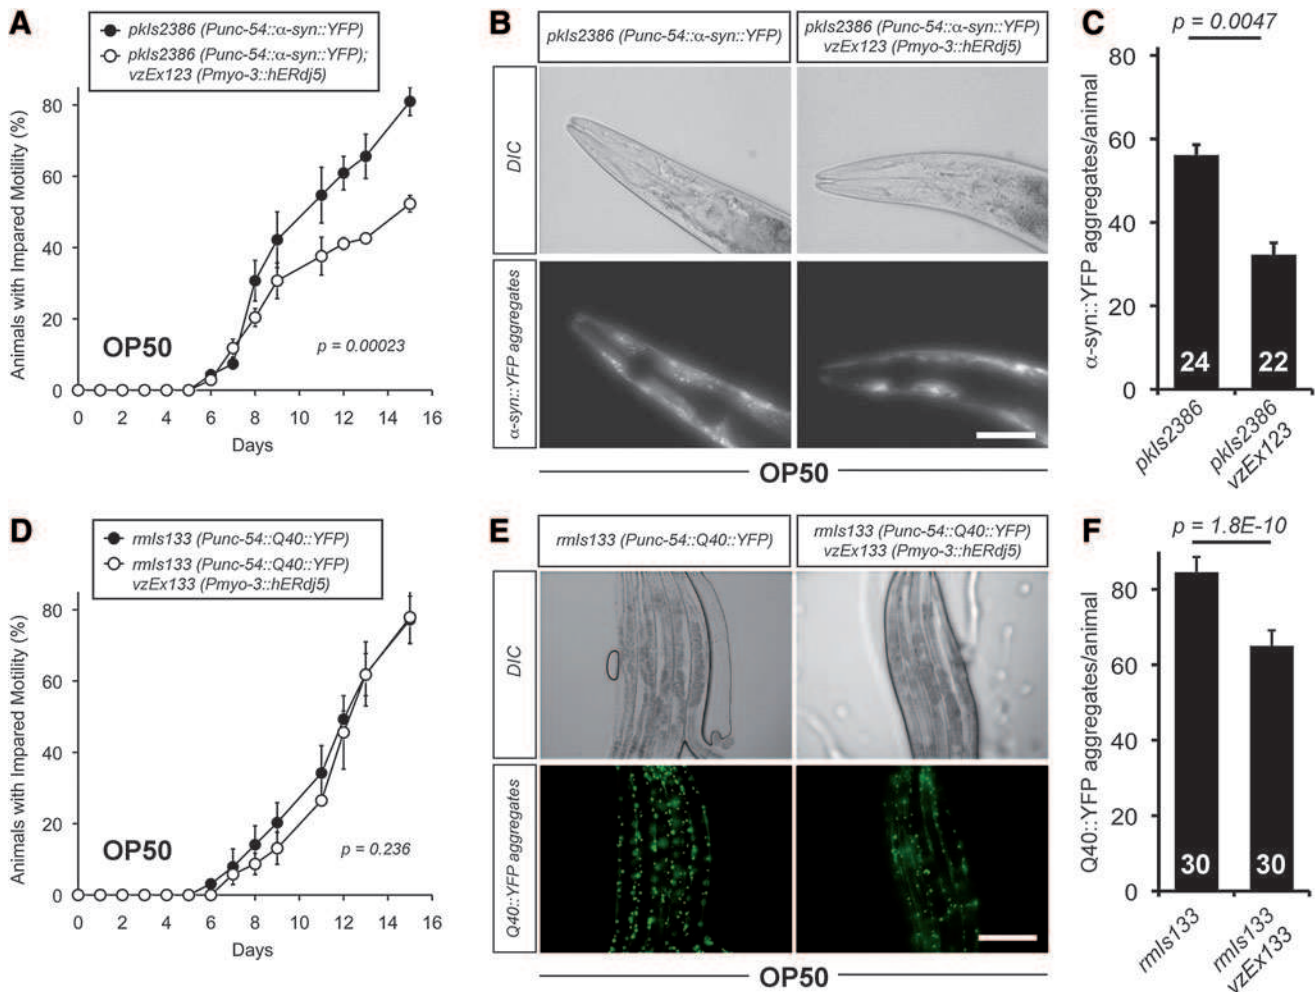 A
pkIs2386 (Punc-54::α-syn::YFP)
pkIs2386 (Punc-54::α-syn::YFP);
vzEx123 (Pmyo-3::hERdj5)
Animals with Impared Motility (%)
80
60
40
20
0
OP50
p = 0.00023
0 2 4 6 8 10 12 14 16
Days
B
pkIs2386 (Punc-54::α-syn::YFP)
pkIs2386 (Punc-54::α-syn::YFP)
vzEx123 (Pmyo-3::hERdj5)
DIC
α-syn::YFP aggregates
OP50
C
p = 0.0047
α-syn::YFP aggregates/animal
80
60
40
20
0
24
22
pkIs2386
pkIs2386
vzEx123
D
rmIs133 (Punc-54::Q40::YFP)
rmIs133 (Punc-54::Q40::YFP)
vzEx133 (Pmyo-3::hERdj5)
Animals with Impared Motility (%)
80
60
40
20
0
OP50
p = 0.236
0 2 4 6 8 10 12 14 16
Days
E
rmIs133 (Punc-54::Q40::YFP)
rmIs133 (Punc-54::Q40::YFP)
vzEx133 (Pmyo-3::hERdj5)
DIC
Q40::YFP aggregates
OP50
F
p = 1.8E-10
Q40::YFP aggregates/animal
80
60
40
20
0
30
30
rmIs133
rmIs133
vzEx133